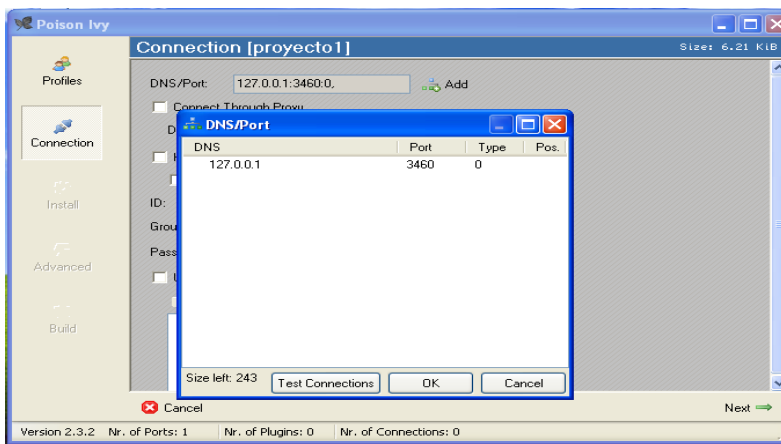 Poison Ivy
Connection [proyecto1] Size: 6.21 KiB
Profiles
DNS/Port: 127.0.0.1:3460:0, Add
Connect Through Proxy
DNS/Port
DNS Port Type Pos.
127.0.0.1 3460 0
Connection
Install
ID:
Grou
Pass
Advanced
Build
Size left: 243 Test Connections OK Cancel
Cancel Next
Version 2.3.2 Nr. of Ports: 1 Nr. of Plugins: 0 Nr. of Connections: 0